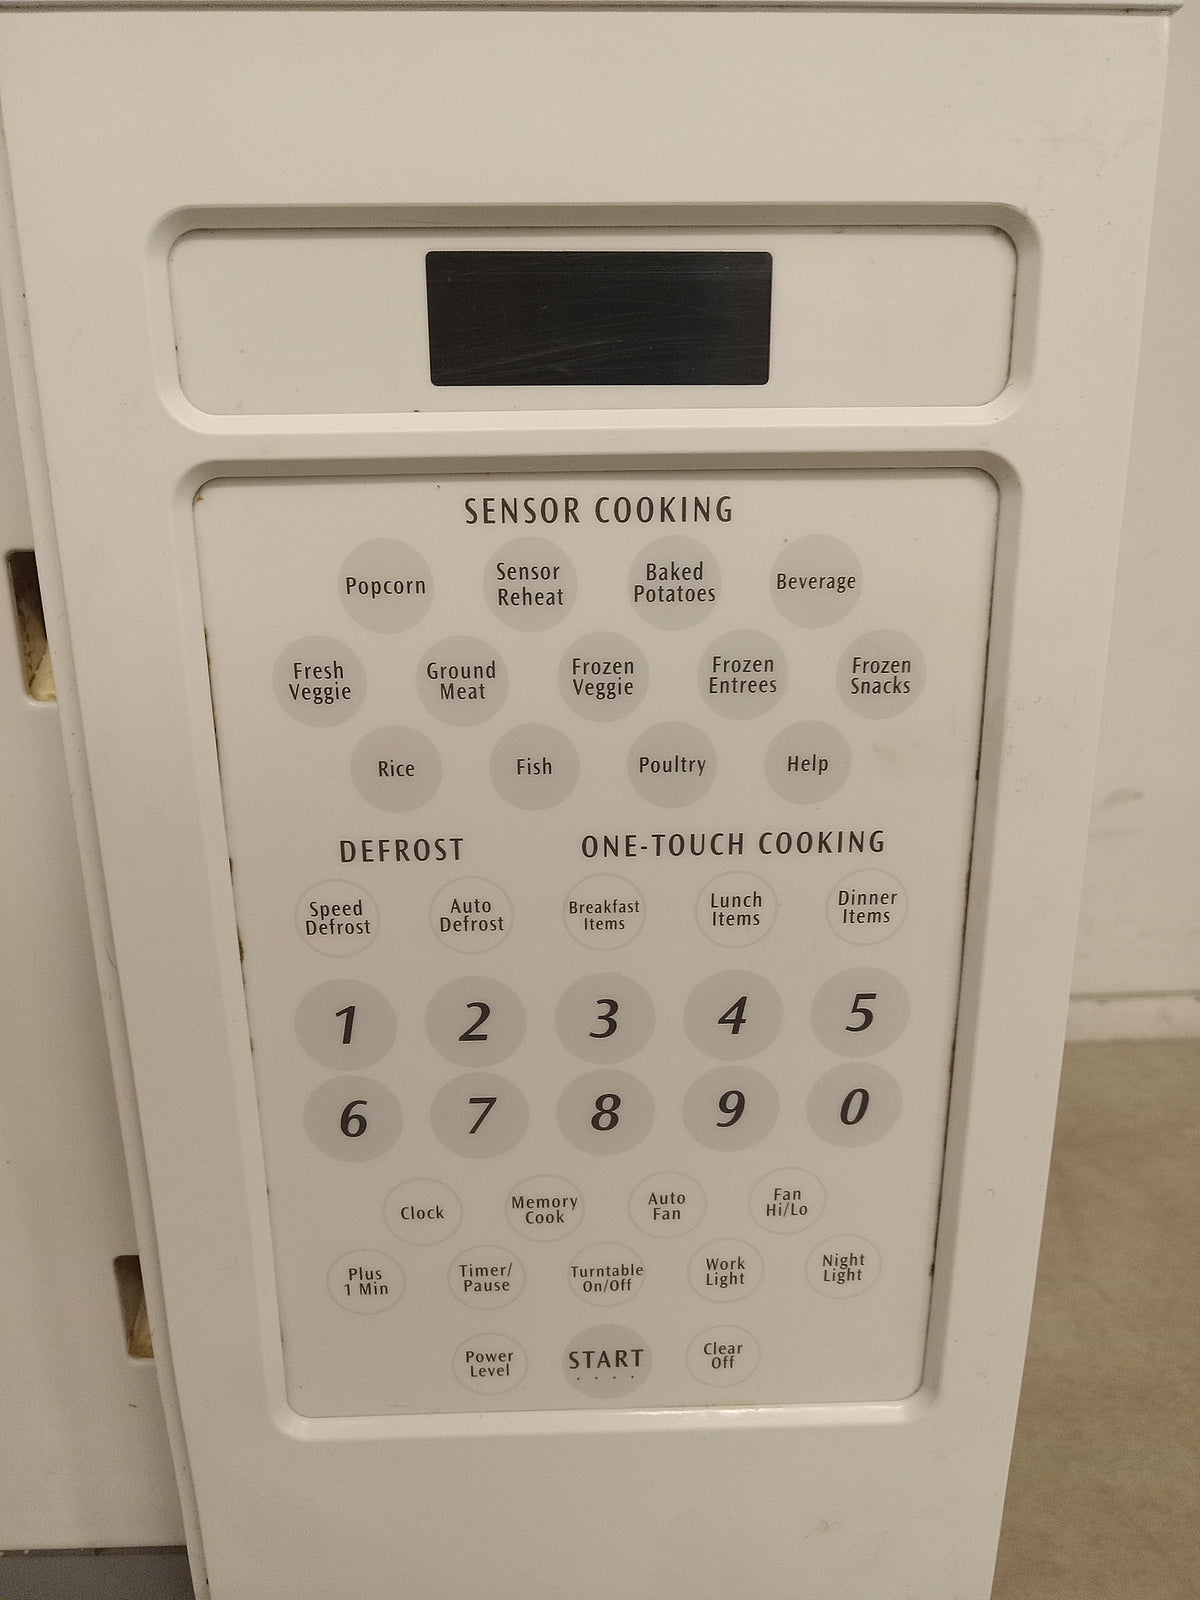 SENSOR COOKING
Popcorn
Sensor
Reheat
Baked
Potatoes
Beverage
Fresh
Veggie
Ground
Meat
Frozen
Veggie
Frozen
Entrees
Frozen
Snacks
Rice
Fish
Poultry
Help
DEFROST
ONE-TOUCH COOKING
Speed
Defrost
Auto
Defrost
Breakfast
Items
Lunch
Items
Dinner
Items
1 2 3 4 5
6 7 8 9 0
Clock
Memory
Cook
Auto
Fan
Fan
Hi/Lo
Plus
1 Min
Timer/
Pause
Turntable
On/Off
Work
Light
Night
Light
Power
Level
START
Clear
Off